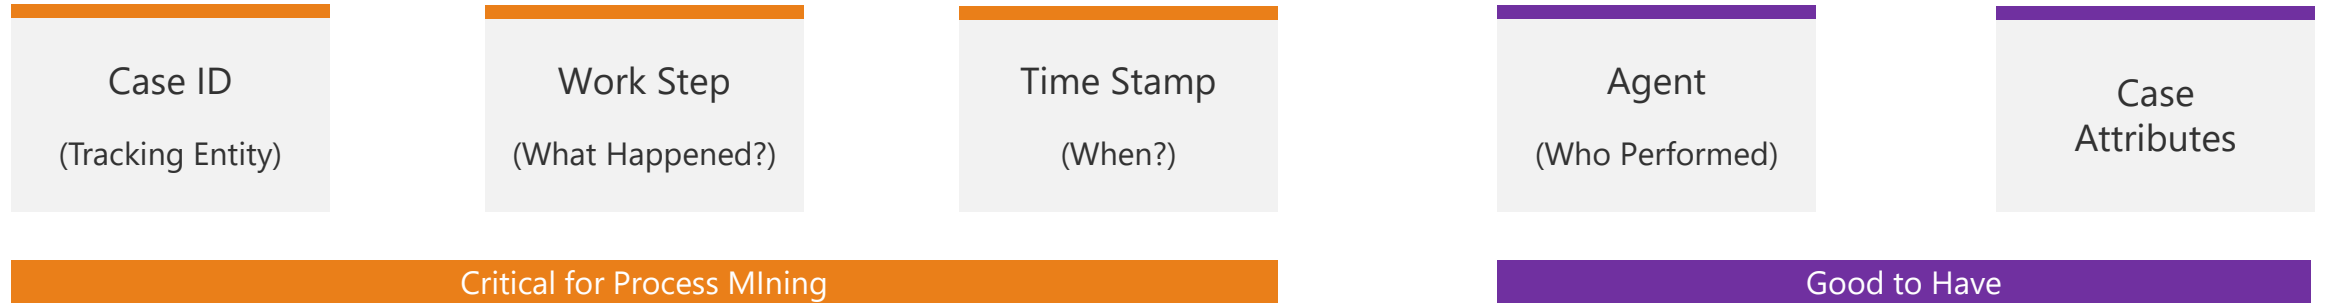 Case ID
(Tracking Entity)
Work Step
(What Happened?)
Time Stamp
(When?)
Agent
(Who Performed)
Case
Attributes
Critical for Process MIning
Good to Have